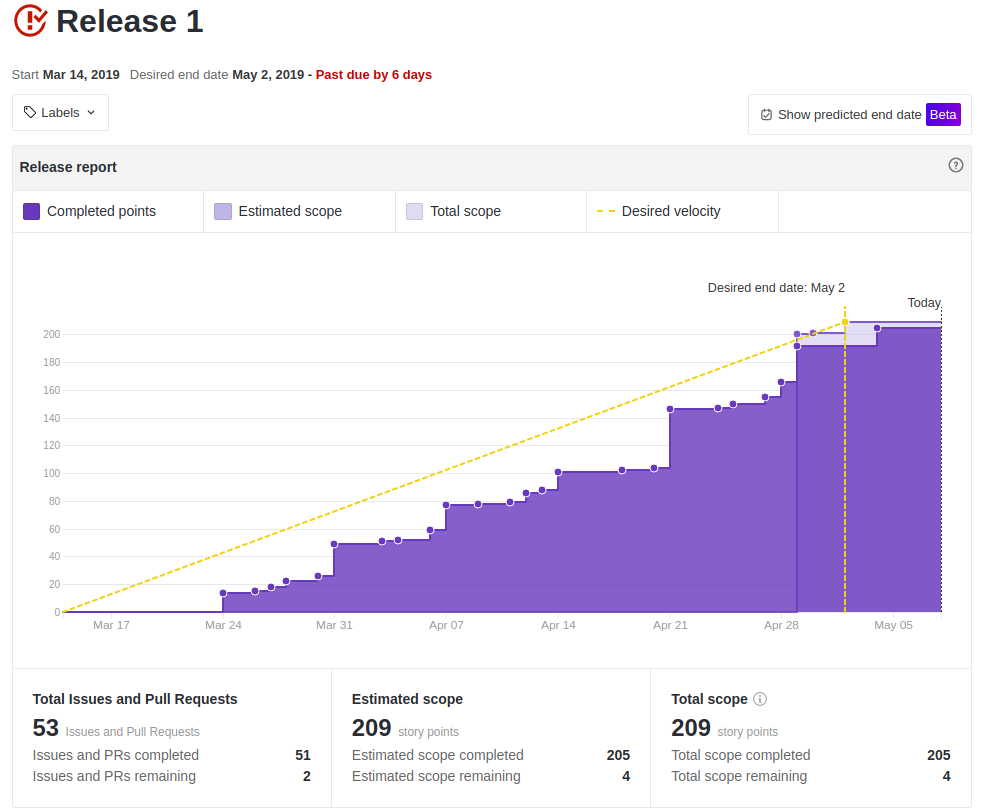 Release 1
Start Mar 14, 2019 Desired end date May 2, 2019 - Past due by 6 days
Labels
Show predicted end date Beta
Release report
Completed points Estimated scope Total scope Desired velocity
Desired end date: May 2
Today
200
180
160
140
120
100
80
60
40
20
0
Mar 17 Mar 24 Mar 31 Apr 07 Apr 14 Apr 21 Apr 28 May 05
Total Issues and Pull Requests
53 Issues and Pull Requests
Issues and PRs completed 51
Issues and PRs remaining 2
Estimated scope
209 story points
Estimated scope completed 205
Estimated scope remaining 4
Total scope
209 story points
Total scope completed 205
Total scope remaining 4